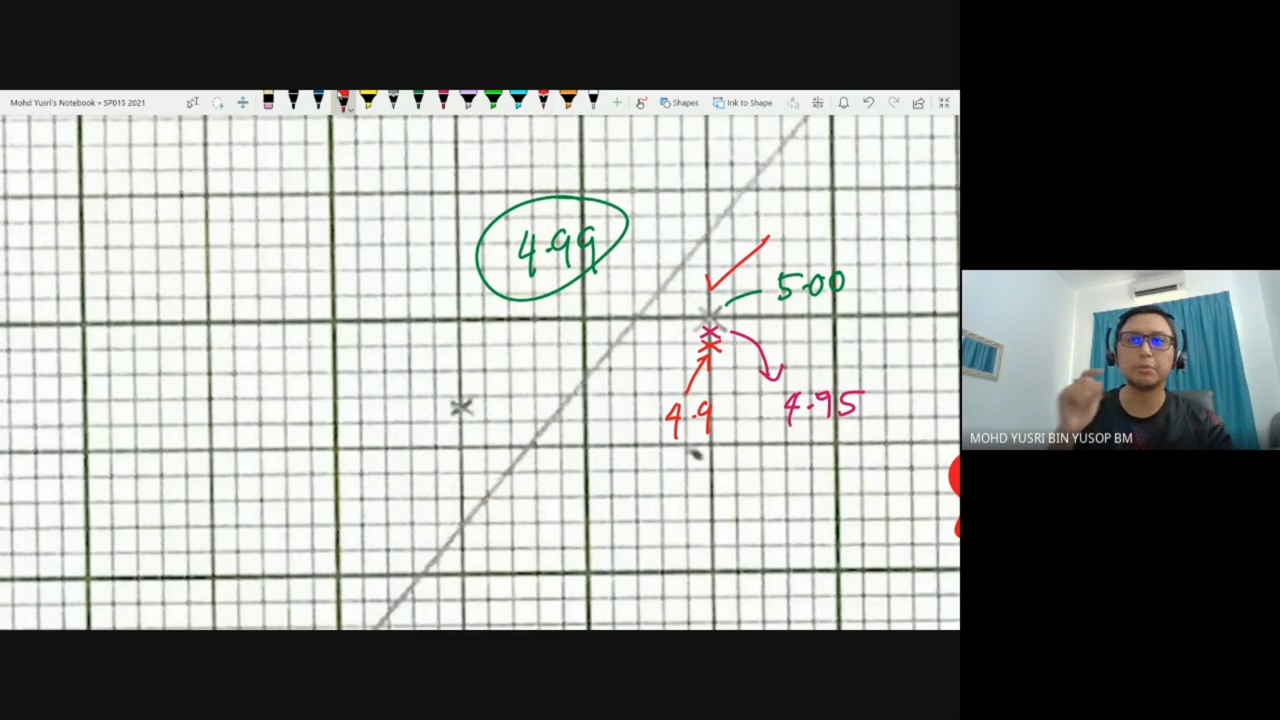 Mohd Yusri's Notebook » SP015 2021
Shapes
Ink to Shape
4.99
5.00
4.9
4.95
MOHD YUSRI BIN YUSOP BM